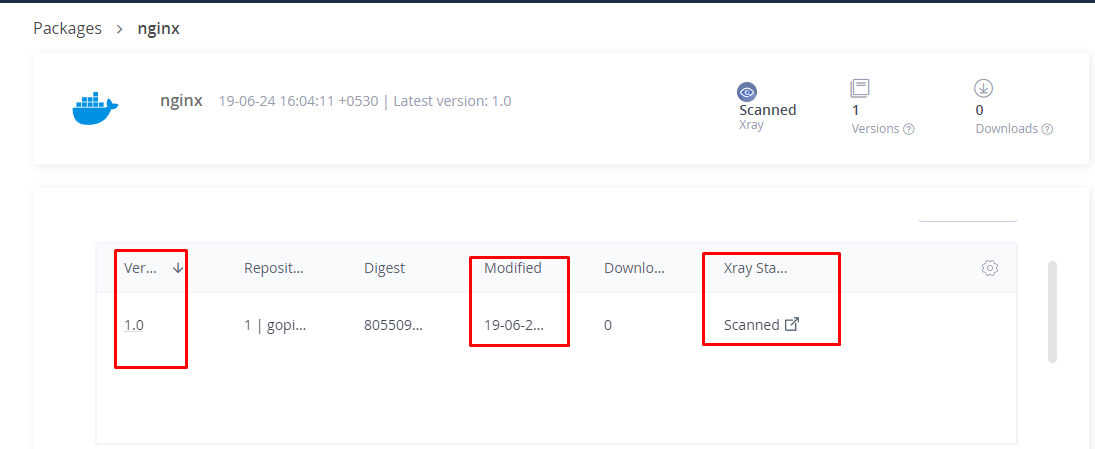 Packages > nginx
nginx 19-06-24 16:04:11 +0530 | Latest version: 1.0
Scanned
Xray
1
Versions
0
Downloads
Ver... Reposit... Digest Modified Downlo... Xray Sta...
1.0 1 | gopi... 805509... 19-06-2... 0 Scanned